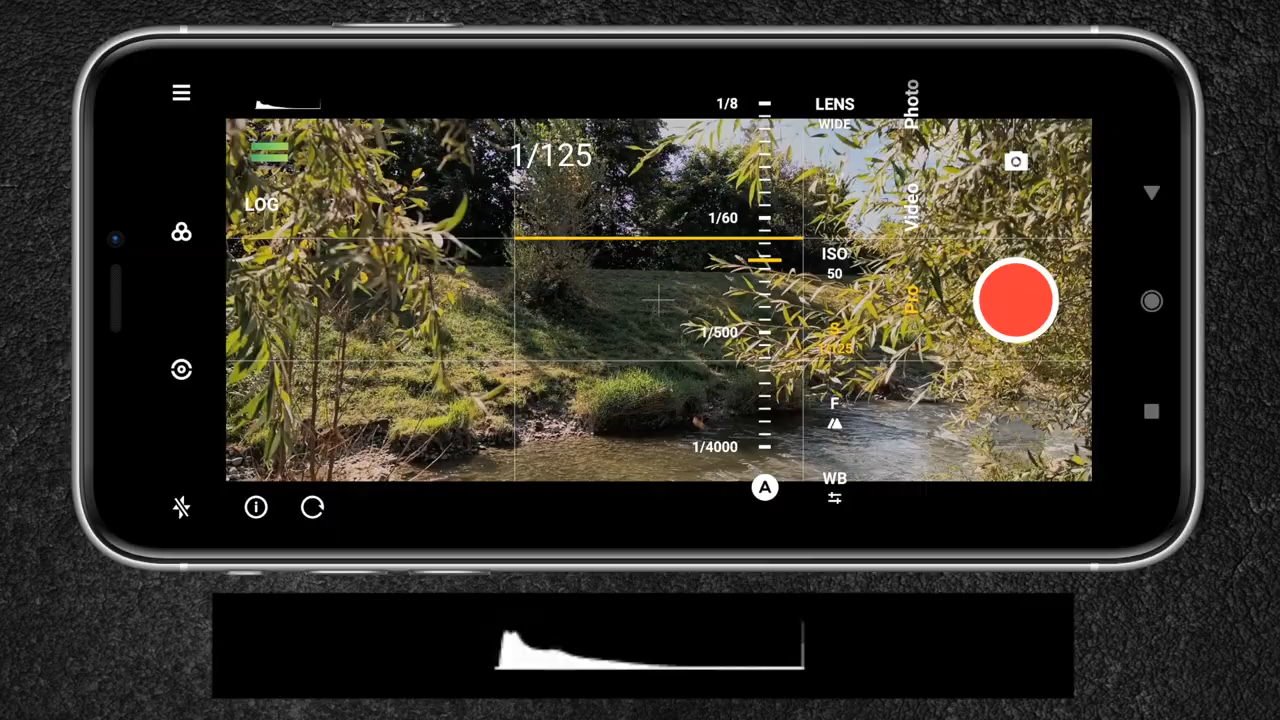 1/8
LENS
WIDE
Photo
1/125
LOG
Video
1/60
ISO
50
Pro
1/500
S
1/125
F
1/4000
WB
A